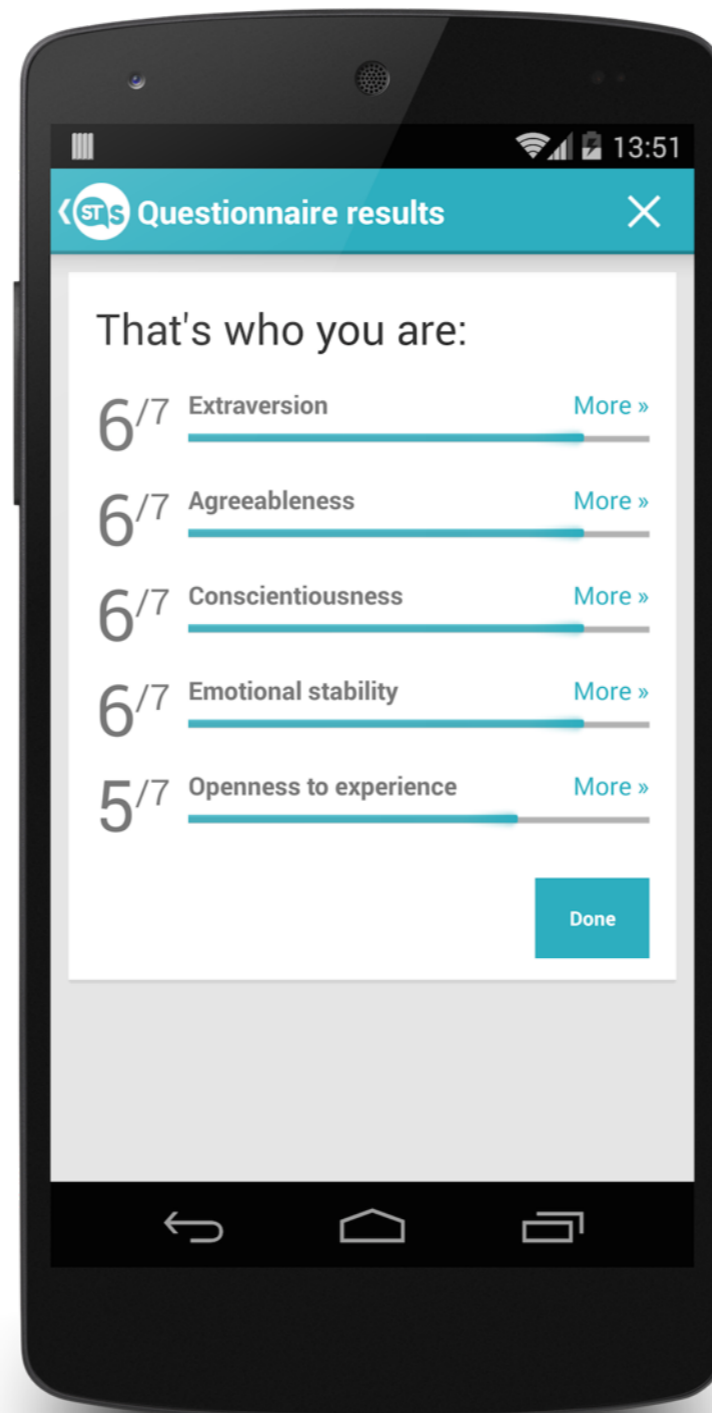 13:51
STS Questionnaire results
That's who you are:
6/7 Extraversion More »
6/7 Agreeableness More »
6/7 Conscientiousness More »
6/7 Emotional stability More »
5/7 Openness to experience More »
Done